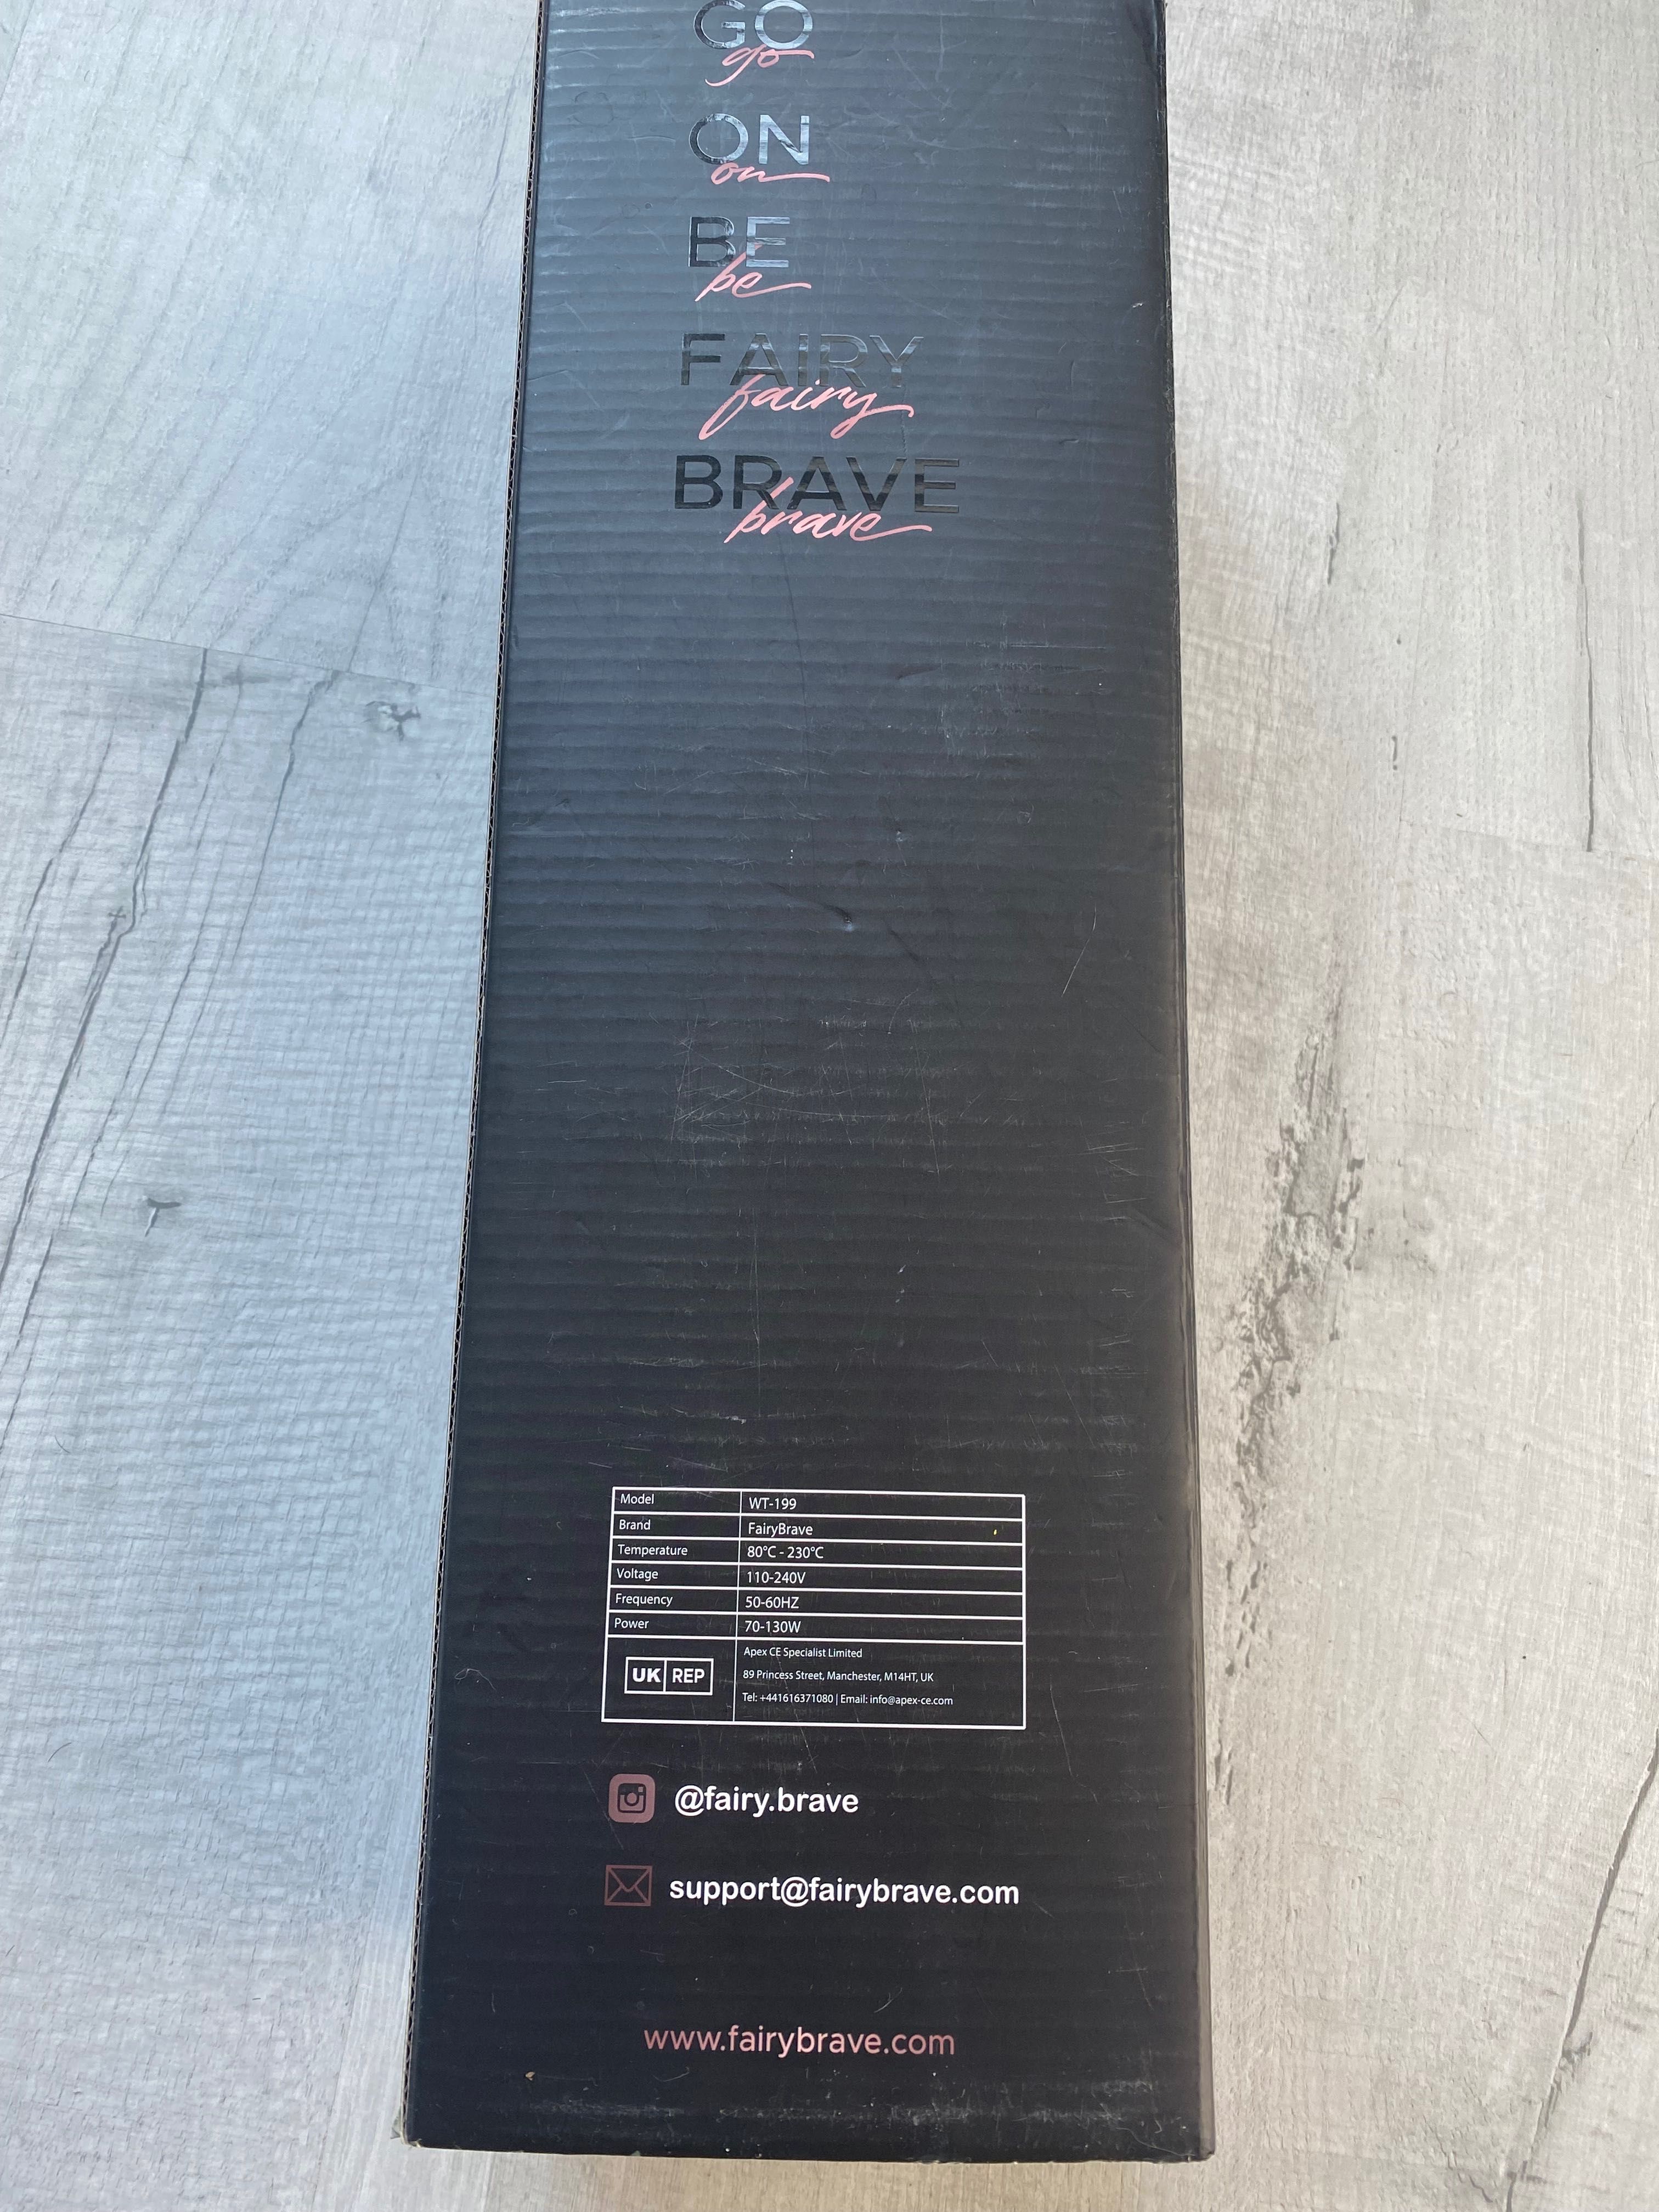 GO
go
ON
on
BE
be
FAIRY
fairy
BRAVE
brave
Model WT-199
Brand FairyBrave
Temperature 80°C - 230°C
Voltage 110-240V
Frequency 50-60HZ
Power 70-130W
UK REP
Apex CE Specialist Limited
89 Princess Street, Manchester, M14HT, UK
Tel: +441616371080 | Email: info@apex-ce.com
@fairy.brave
support@fairybrave.com
www.fairybrave.com